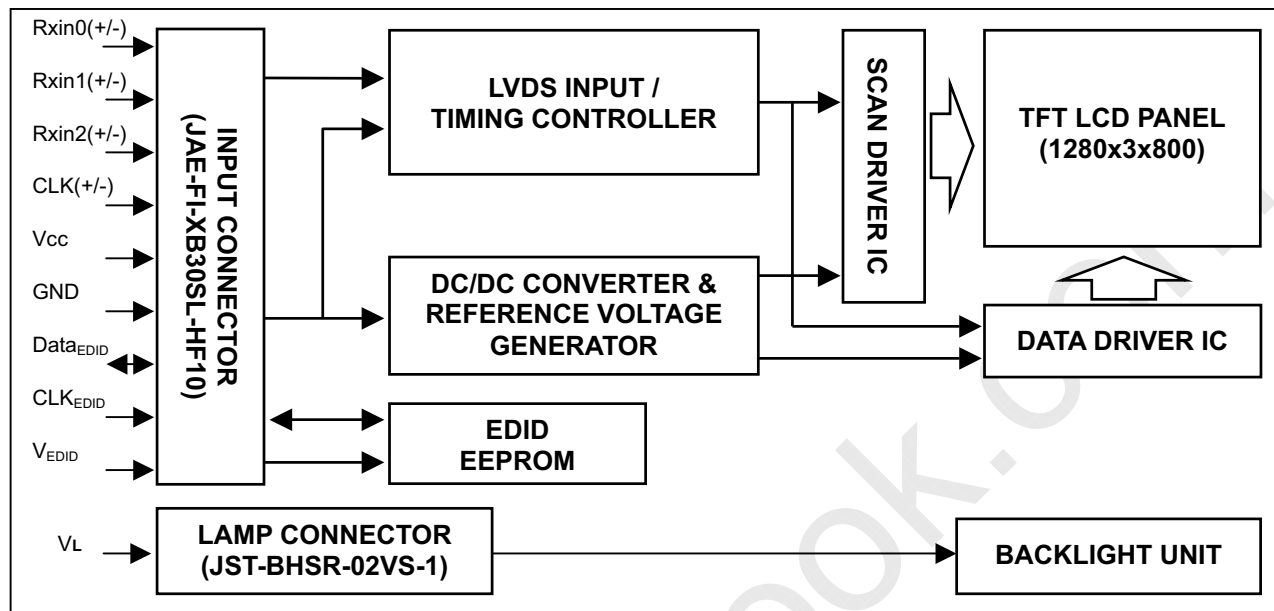 Rxin0(+/-)
Rxin1(+/-)
Rxin2(+/-)
CLK(+/-)
Vcc
GND
DataEDID
CLKEDID
VEDID
VL
INPUT CONNECTOR
(JAE-FI-XB30SL-HF10)
LVDS INPUT /
TIMING CONTROLLER
DC/DC CONVERTER &
REFERENCE VOLTAGE
GENERATOR
EDID
EEPROM
SCAN DRIVER IC
TFT LCD PANEL
(1280x3x800)
DATA DRIVER IC
LAMP CONNECTOR
(JST-BHSR-02VS-1)
BACKLIGHT UNIT
ook.com